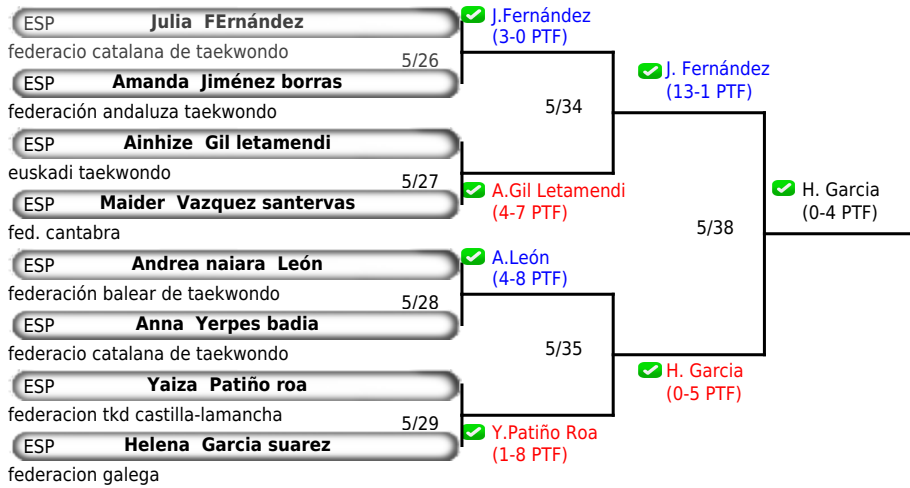 ESP Julia FErnández
federacio catalana de taekwondo
5/26
ESP Amanda Jiménez borras
federación andaluza taekwondo
ESP Ainhize Gil letamendi
euskadi taekwondo
5/27
ESP Maider Vazquez santervas
fed. cantabra
ESP Andrea naiara León
federación balear de taekwondo
5/28
ESP Anna Yerpes badia
federacio catalana de taekwondo
ESP Yaiza Patiño roa
federacion tkd castilla-lamancha
5/29
ESP Helena Garcia suarez
federacion galega
J.Fernández
(3-0 PTF)
5/34
A.Gil Letamendi
(4-7 PTF)
A.León
(4-8 PTF)
5/35
Y.Patiño Roa
(1-8 PTF)
J. Fernández
(13-1 PTF)
5/38
H. Garcia
(0-5 PTF)
H. Garcia
(0-4 PTF)